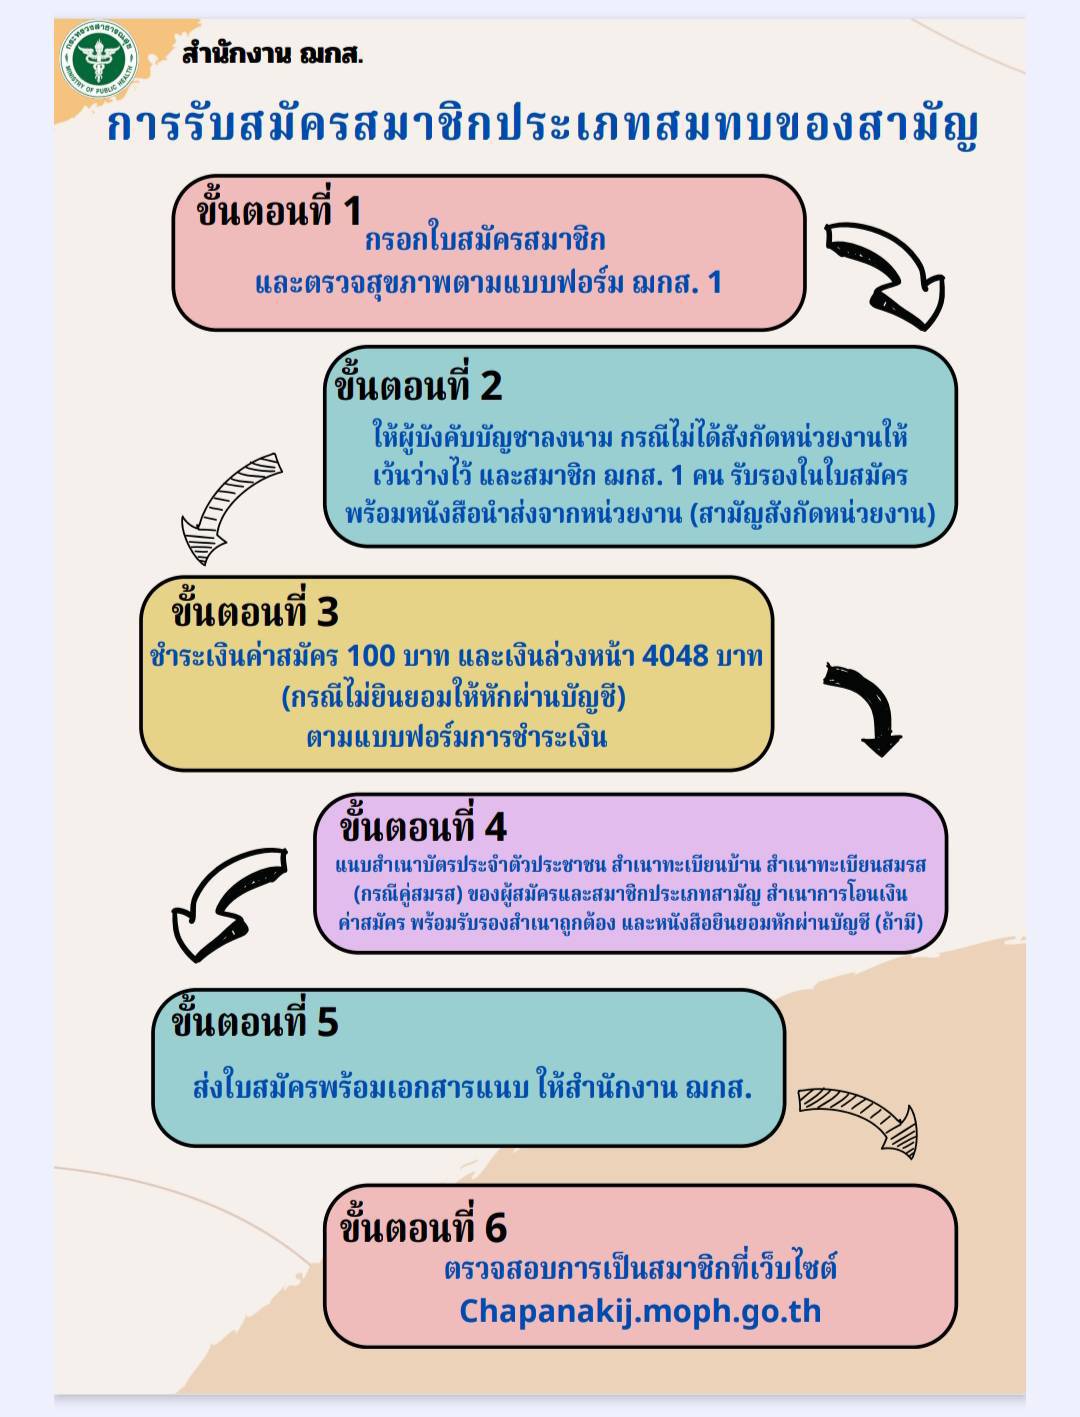 กระทรวงสาธารณสุข
MINISTRY OF PUBLIC HEALTH
สำนักงาน ฌกส.
การรับสมัครสมาชิกประเภทสมทบของสามัญ
ขั้นตอนที่ 1
กรอกใบสมัครสมาชิก
และตรวจสุขภาพตามแบบฟอร์ม ฌกส. 1
ขั้นตอนที่ 2
ให้ผู้บังคับบัญชาลงนาม กรณีไม่ได้สังกัดหน่วยงานให้
เว้นว่างไว้ และสมาชิก ฌกส. 1 คน รับรองในใบสมัคร
พร้อมหนังสือนำส่งจากหน่วยงาน (สามัญสังกัดหน่วยงาน)
ขั้นตอนที่ 3
ชำระเงินค่าสมัคร 100 บาท และเงินล่วงหน้า 4048 บาท
(กรณีไม่ยินยอมให้หักผ่านบัญชี)
ตามแบบฟอร์มการชำระเงิน
ขั้นตอนที่ 4
แนบสำเนาบัตรประจำตัวประชาชน สำเนาทะเบียนบ้าน สำเนาทะเบียนสมรส
(กรณีคู่สมรส) ของผู้สมัครและสมาชิกประเภทสามัญ สำเนาการโอนเงิน
ค่าสมัคร พร้อมรับรองสำเนาถูกต้อง และหนังสือยินยอมหักผ่านบัญชี (ถ้ามี)
ขั้นตอนที่ 5
ส่งใบสมัครพร้อมเอกสารแนบ ให้สำนักงาน ฌกส.
ขั้นตอนที่ 6
ตรวจสอบการเป็นสมาชิกที่เว็บไซต์
Chapanakij.moph.go.th